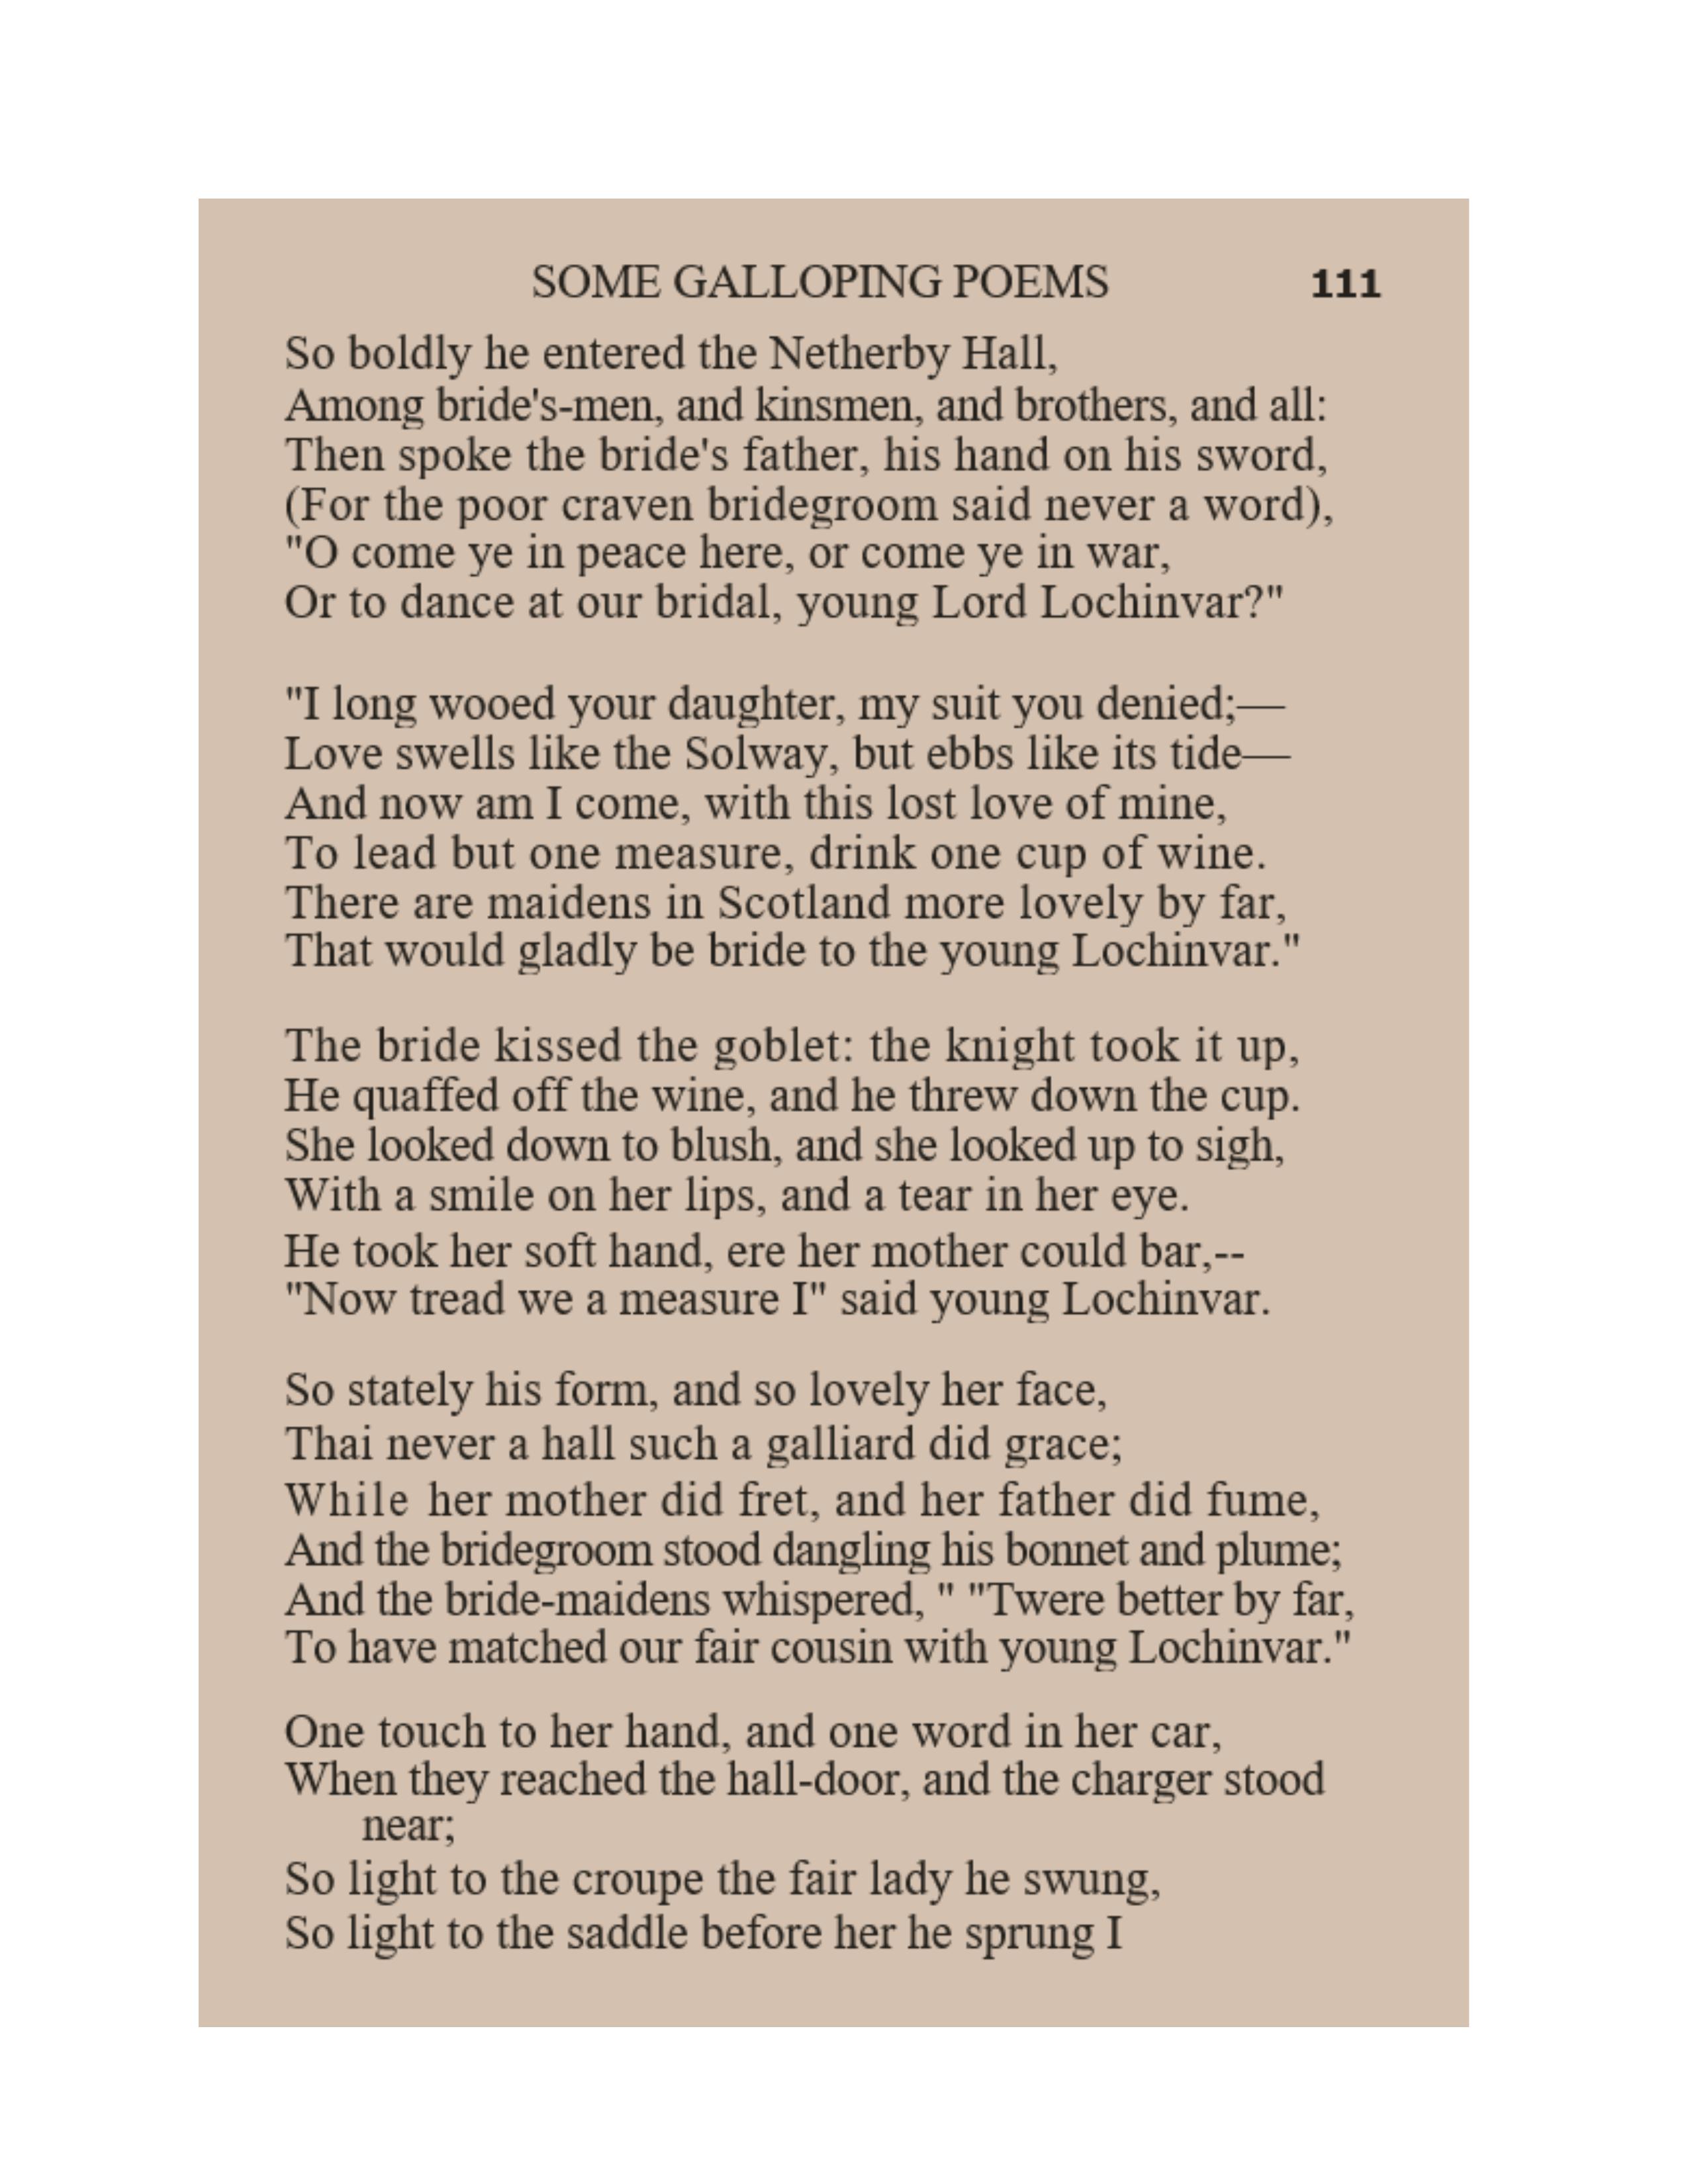 SOME GALLOPING POEMS 111
So boldly he entered the Netherby Hall,
Among bride's-men, and kinsmen, and brothers, and all:
Then spoke the bride's father, his hand on his sword,
(For the poor craven bridegroom said never a word),
"O come ye in peace here, or come ye in war,
Or to dance at our bridal, young Lord Lochinvar?"
"I long wooed your daughter, my suit you denied;—
Love swells like the Solway, but ebbs like its tide—
And now am I come, with this lost love of mine,
To lead but one measure, drink one cup of wine.
There are maidens in Scotland more lovely by far,
That would gladly be bride to the young Lochinvar."
The bride kissed the goblet: the knight took it up,
He quaffed off the wine, and he threw down the cup.
She looked down to blush, and she looked up to sigh,
With a smile on her lips, and a tear in her eye.
He took her soft hand, ere her mother could bar,--
"Now tread we a measure I" said young Lochinvar.
So stately his form, and so lovely her face,
Thai never a hall such a galliard did grace;
While her mother did fret, and her father did fume,
And the bridegroom stood dangling his bonnet and plume;
And the bride-maidens whispered, " "Twere better by far,
To have matched our fair cousin with young Lochinvar."
One touch to her hand, and one word in her car,
When they reached the hall-door, and the charger stood
near;
So light to the croupe the fair lady he swung,
So light to the saddle before her he sprung I